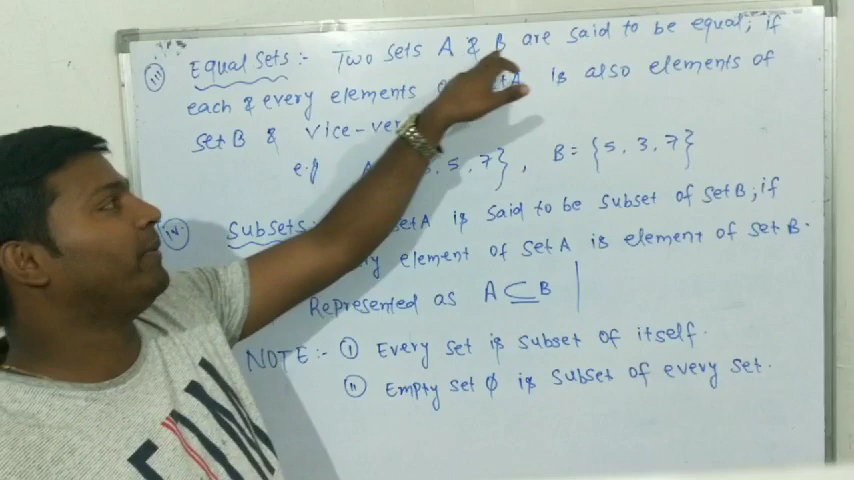 (iii) Equal Sets :- Two sets A & B are said to be equal; if
each & every elements A is also elements of
set B & vice-ver
e.g , 5, 7} , B = {5, 3, 7}
(iv) Subsets: set A is said to be subset of set B; if
element of set A is element of set B.
Represented as A ⊆ B
NOTE :- (i) Every set is subset of itself.
(ii) Empty set ϕ is subset of every set.